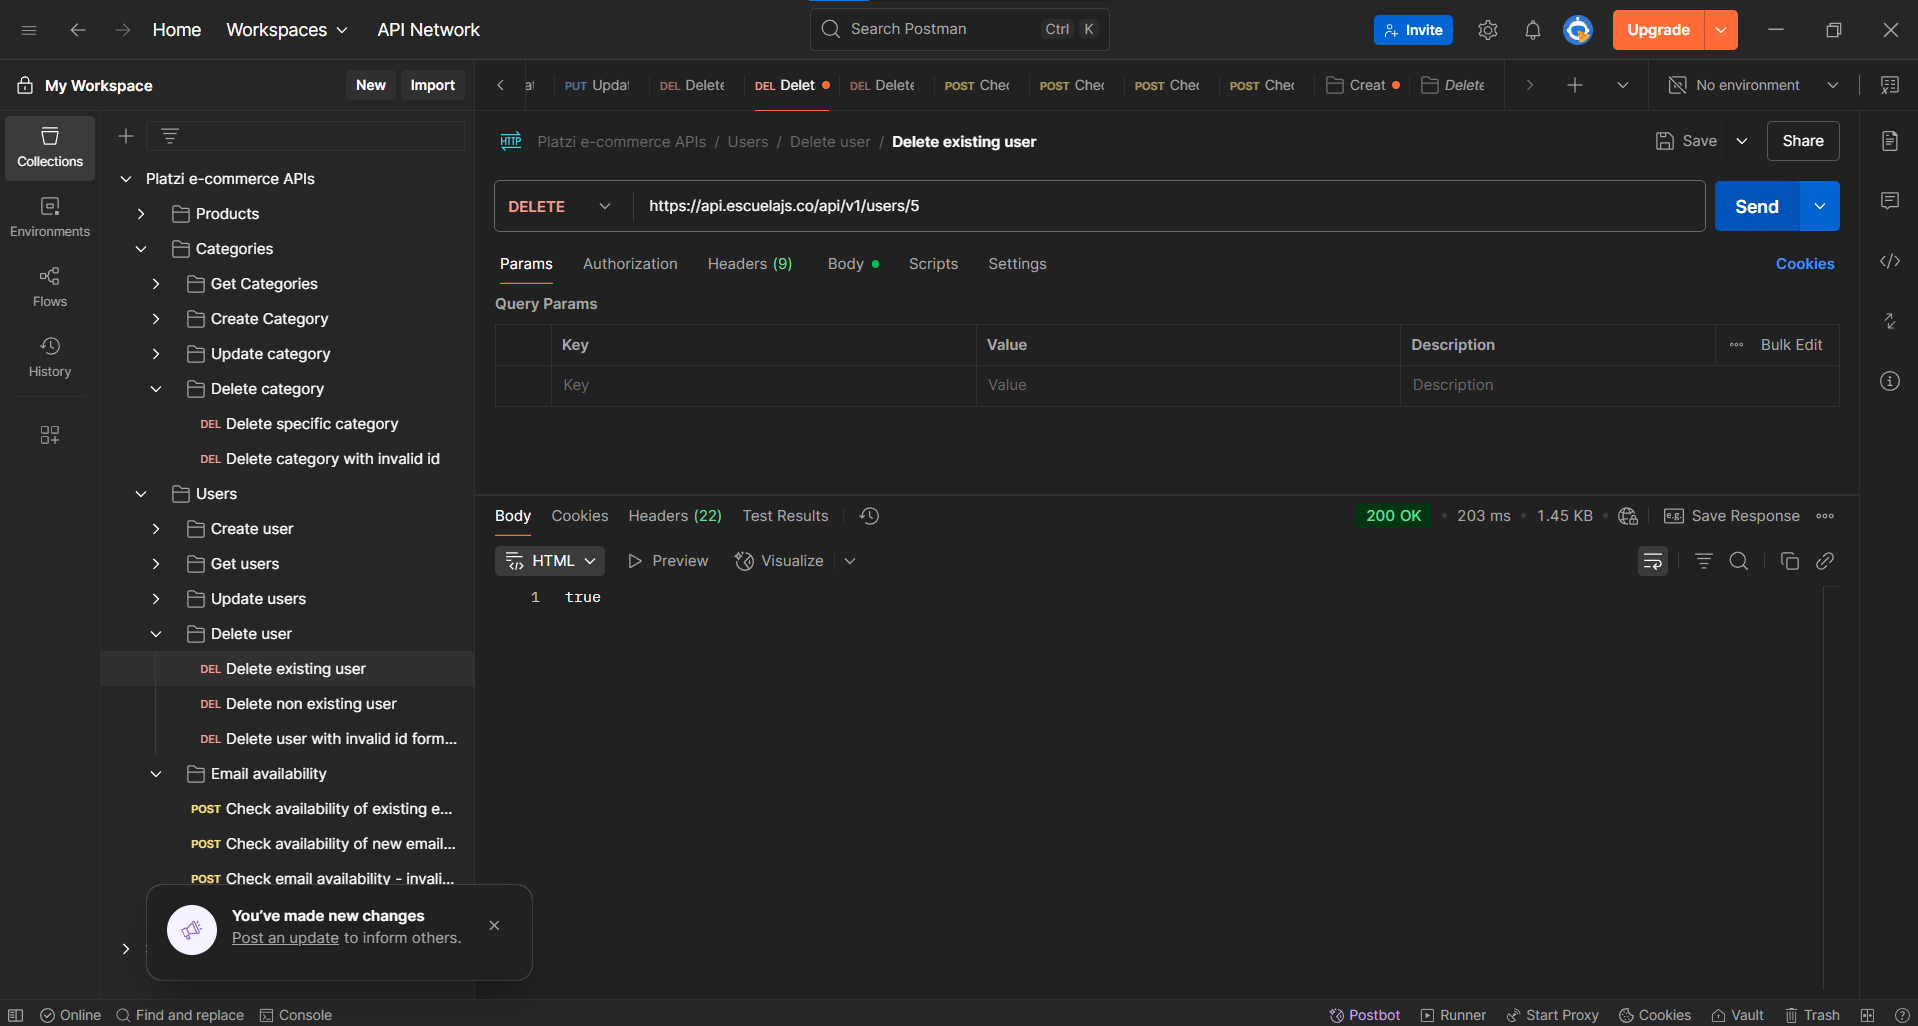 Home Workspaces API Network Search Postman Ctrl K Invite Upgrade
My Workspace New Import
PUT Updat DEL Delete DEL Delet DEL Delete POST Chec POST Chec POST Chec POST Chec Creat Delete No environment
Collections
Environments
Flows
History
Platzi e-commerce APIs
Products
Categories
Get Categories
Create Category
Update category
Delete category
DEL Delete specific category
DEL Delete category with invalid id
Users
Create user
Get users
Update users
Delete user
DEL Delete existing user
DEL Delete non existing user
DEL Delete user with invalid id form...
Email availability
POST Check availability of existing e...
POST Check availability of new email...
POST Check email availability - invali...
You've made new changes
Post an update to inform others.
HTTP Platzi e-commerce APIs / Users / Delete user / Delete existing user Save Share
DELETE https://api.escuelajs.co/api/v1/users/5 Send
Params Authorization Headers (9) Body Scripts Settings Cookies
Query Params
Key Value Description Bulk Edit
Key Value Description
Body Cookies Headers (22) Test Results 200 OK 203 ms 1.45 KB e.g. Save Response
HTML Preview Visualize
1 true
Online Find and replace Console Postbot Runner Start Proxy Cookies Vault Trash